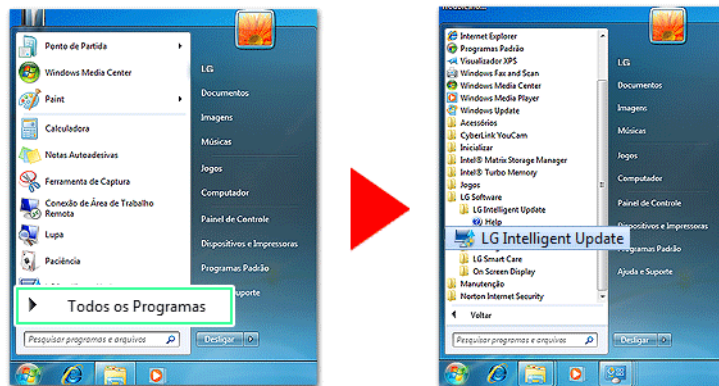 Ponto de Partida
Windows Media Center
Paint
Calculadora
Notas Autoadesivas
Ferramenta de Captura
Conexão de Área de Trabalho
Remota
Lupa
Paciência
Todos os Programas
Pesquisar programas e arquivos
LG
Documentos
Imagens
Músicas
Jogos
Computador
Painel de Controle
Dispositivos e Impressoras
Programas Padrão
Suporte
Desligar
Internet Explorer
Programas Padrão
Visualizador XPS
Windows Fax and Scan
Windows Media Center
Windows Media Player
Windows Update
Acessórios
CyberLink YouCam
Inicializar
Intel® Matrix Storage Manager
Intel® Turbo Memory
Jogos
LG Software
LG Intelligent Update
Help
LG Intelligent Update
LG Smart Care
On Screen Display
Manutenção
Norton Internet Security
Voltar
Pesquisar programas e arquivos
LG
Documentos
Imagens
Músicas
Jogos
Computador
Painel de Controle
Dispositivos e Impressoras
Programas Padrão
Ajuda e Suporte
Desligar